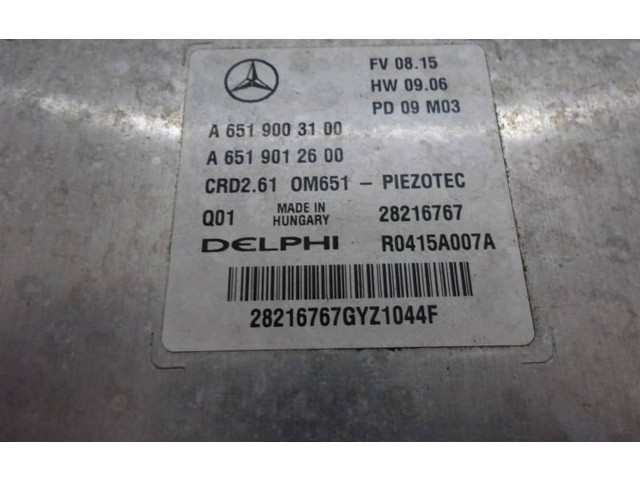 FV 08.15
HW 09.06
PD 09 M03
A 651 900 31 00
A 651 901 26 00
CRD2.61 OM651 - PIEZOTEC
Q01 MADE IN HUNGARY 28216767
DELPHI R0415A007A
28216767GYZ1044F